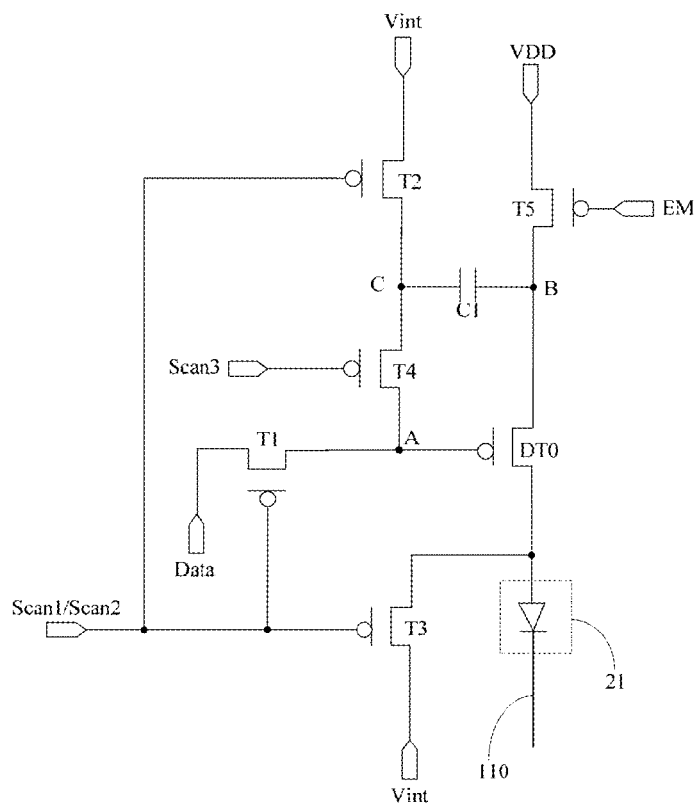 Vint
VDD
T2
T5
EM
C
C1
B
Scan3
T4
T1
A
DT0
Data
Scan1/Scan2
T3
21
110
Vint